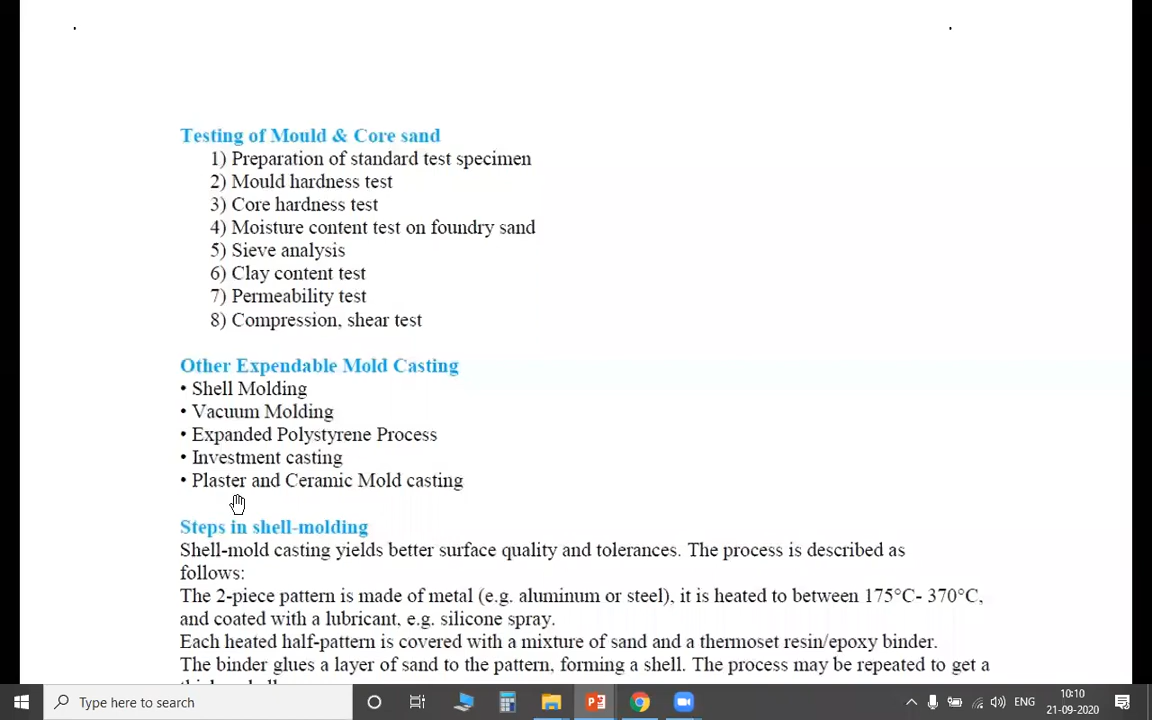 Testing of Mould & Core sand
1) Preparation of standard test specimen
2) Mould hardness test
3) Core hardness test
4) Moisture content test on foundry sand
5) Sieve analysis
6) Clay content test
7) Permeability test
8) Compression, shear test
Other Expendable Mold Casting
• Shell Molding
• Vacuum Molding
• Expanded Polystyrene Process
• Investment casting
• Plaster and Ceramic Mold casting
Steps in shell-molding
Shell-mold casting yields better surface quality and tolerances. The process is described as
follows:
The 2-piece pattern is made of metal (e.g. aluminum or steel), it is heated to between 175°C- 370°C,
and coated with a lubricant, e.g. silicone spray.
Each heated half-pattern is covered with a mixture of sand and a thermoset resin/epoxy binder.
The binder glues a layer of sand to the pattern, forming a shell. The process may be repeated to get a
Type here to search
ENG
10:10
21-09-2020